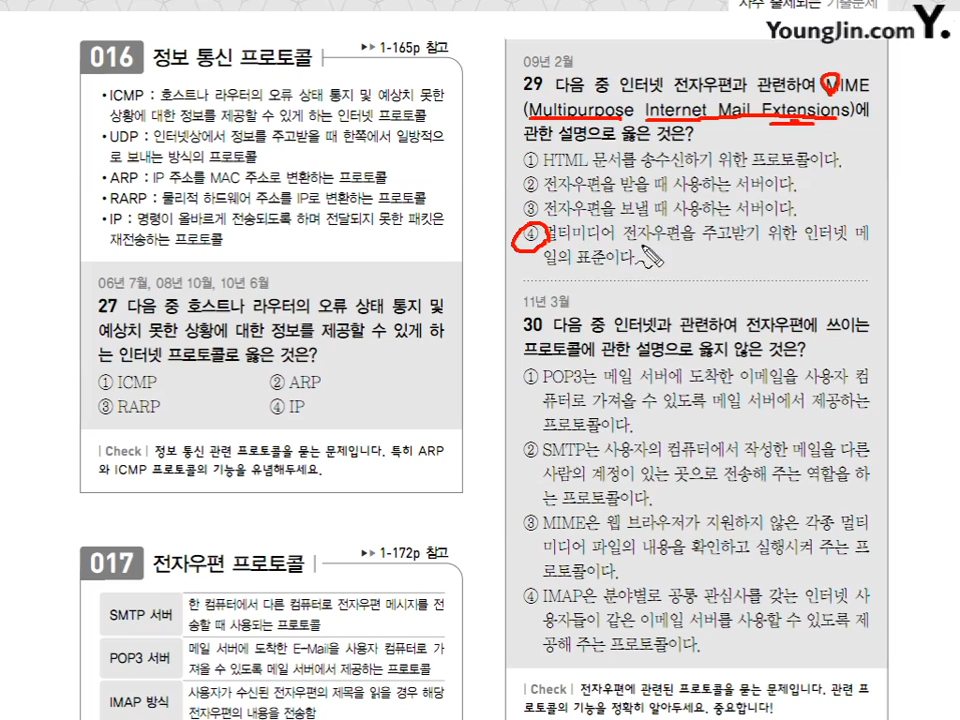 자주 출제되는 기출문제
YoungJin.com Y.
016 정보 통신 프로토콜
▶▶ 1-165p 참고
• ICMP : 호스트나 라우터의 오류 상태 통지 및 예상치 못한
상황에 대한 정보를 제공할 수 있게 하는 인터넷 프로토콜
• UDP : 인터넷상에서 정보를 주고받을 때 한쪽에서 일방적으
로 보내는 방식의 프로토콜
• ARP : IP 주소를 MAC 주소로 변환하는 프로토콜
• RARP : 물리적 하드웨어 주소를 IP로 변환하는 프로토콜
• IP : 명령이 올바르게 전송되도록 하며 전달되지 못한 패킷은
재전송하는 프로토콜
06년 7월, 08년 10월, 10년 6월
27 다음 중 호스트나 라우터의 오류 상태 통지 및
예상치 못한 상황에 대한 정보를 제공할 수 있게 하
는 인터넷 프로토콜로 옳은 것은?
① ICMP ② ARP
③ RARP ④ IP
| Check | 정보 통신 관련 프로토콜을 묻는 문제입니다. 특히 ARP
와 ICMP 프로토콜의 기능을 유념해두세요.
017 전자우편 프로토콜
▶▶ 1-172p 참고
SMTP 서버 한 컴퓨터에서 다른 컴퓨터로 전자우편 메시지를 전
송할 때 사용되는 프로토콜
POP3 서버 메일 서버에 도착한 E-Mail을 사용자 컴퓨터로 가
져올 수 있도록 메일 서버에서 제공하는 프로토콜
IMAP 방식 사용자가 수신된 전자우편의 제목을 읽을 경우 해당
전자우편의 내용을 전송함
09년 2월
29 다음 중 인터넷 전자우편과 관련하여 MIME
(Multipurpose Internet Mail Extensions)에
관한 설명으로 옳은 것은?
① HTML 문서를 송수신하기 위한 프로토콜이다.
② 전자우편을 받을 때 사용하는 서버이다.
③ 전자우편을 보낼 때 사용하는 서버이다.
④ 멀티미디어 전자우편을 주고받기 위한 인터넷 메
일의 표준이다.
11년 3월
30 다음 중 인터넷과 관련하여 전자우편에 쓰이는
프로토콜에 관한 설명으로 옳지 않은 것은?
① POP3는 메일 서버에 도착한 이메일을 사용자 컴
퓨터로 가져올 수 있도록 메일 서버에서 제공하는
프로토콜이다.
② SMTP는 사용자의 컴퓨터에서 작성한 메일을 다른
사람의 계정이 있는 곳으로 전송해 주는 역할을 하
는 프로토콜이다.
③ MIME은 웹 브라우저가 지원하지 않은 각종 멀티
미디어 파일의 내용을 확인하고 실행시켜 주는 프
로토콜이다.
④ IMAP은 분야별로 공통 관심사를 갖는 인터넷 사
용자들이 같은 이메일 서버를 사용할 수 있도록 제
공해 주는 프로토콜이다.
| Check | 전자우편에 관련된 프로토콜을 묻는 문제입니다. 관련 프
로토콜의 기능을 정확히 알아두세요. 중요합니다!